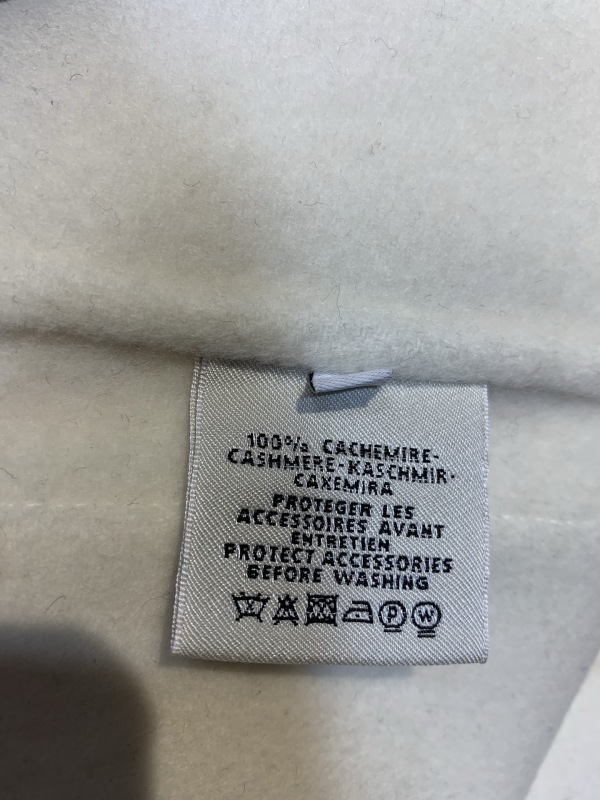 100% CACHEMIRE-
CASHMERE-KASCHMIR-
CAXEMIRA
PROTEGER LES
ACCESSOIRES AVANT
ENTRETIEN
PROTECT ACCESSORIES
BEFORE WASHING
P W